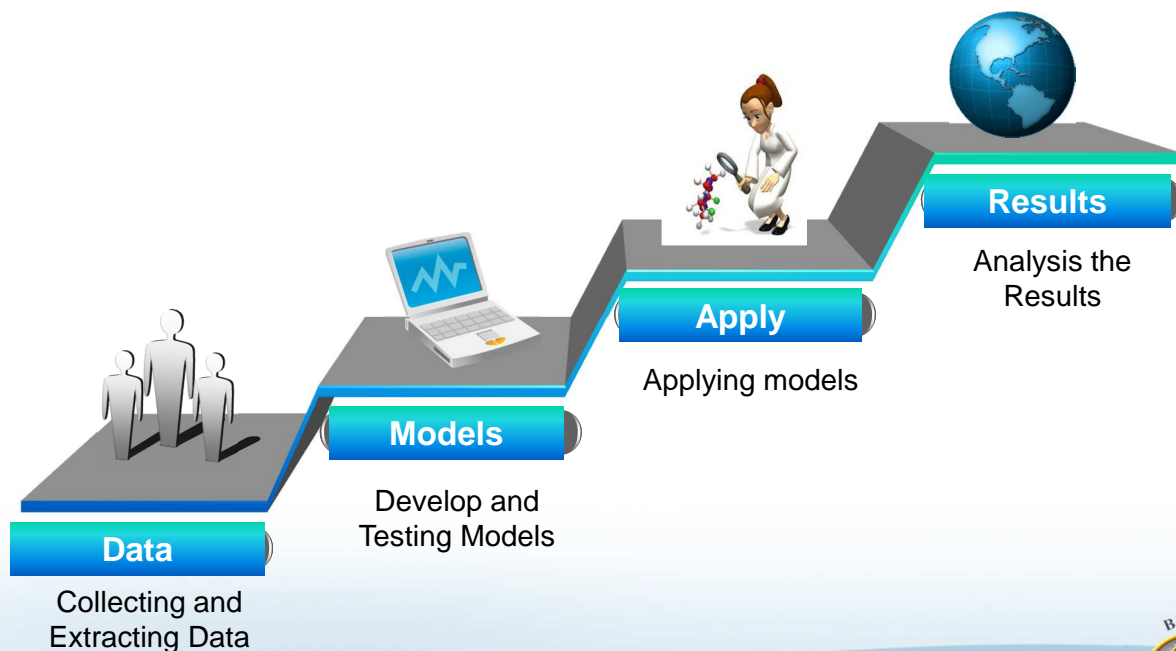 Data
Collecting and
Extracting Data
Models
Develop and
Testing Models
Apply
Applying models
Results
Analysis the
Results
B